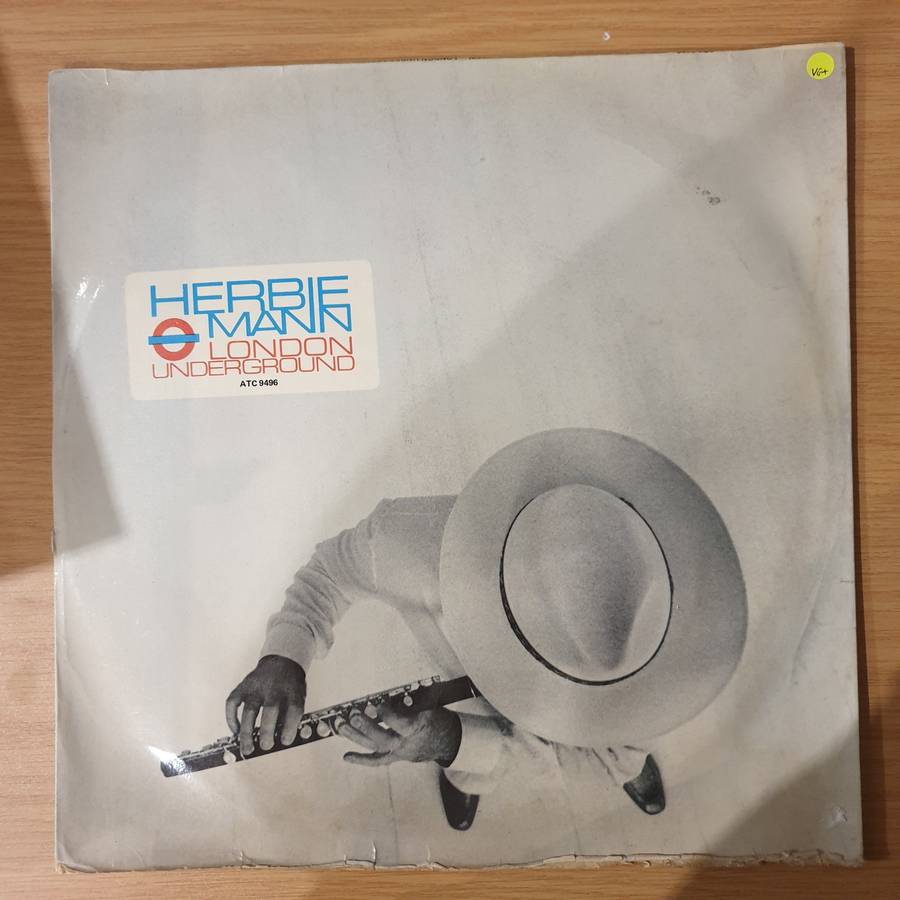 VG+
HERBIE
MANN
LONDON
UNDERGROUND
ATC 9496